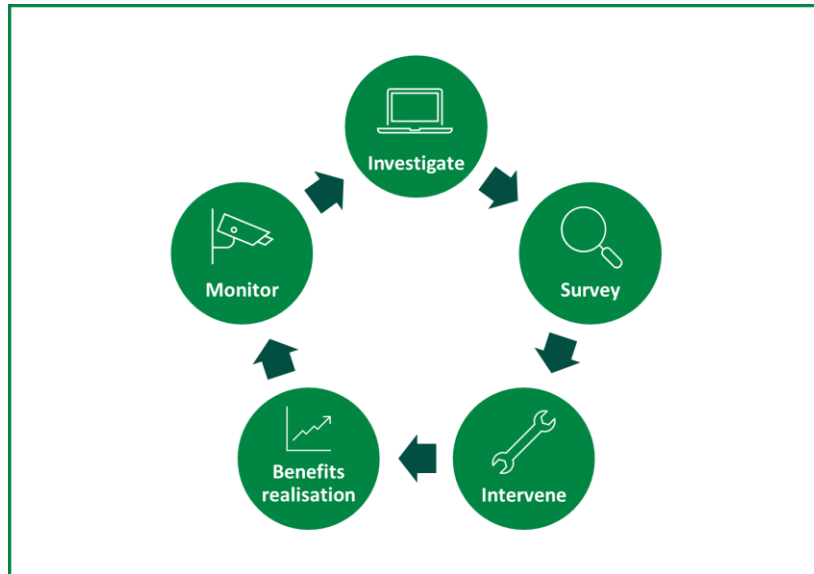 Investigate
Survey
Intervene
Benefits
realisation
Monitor